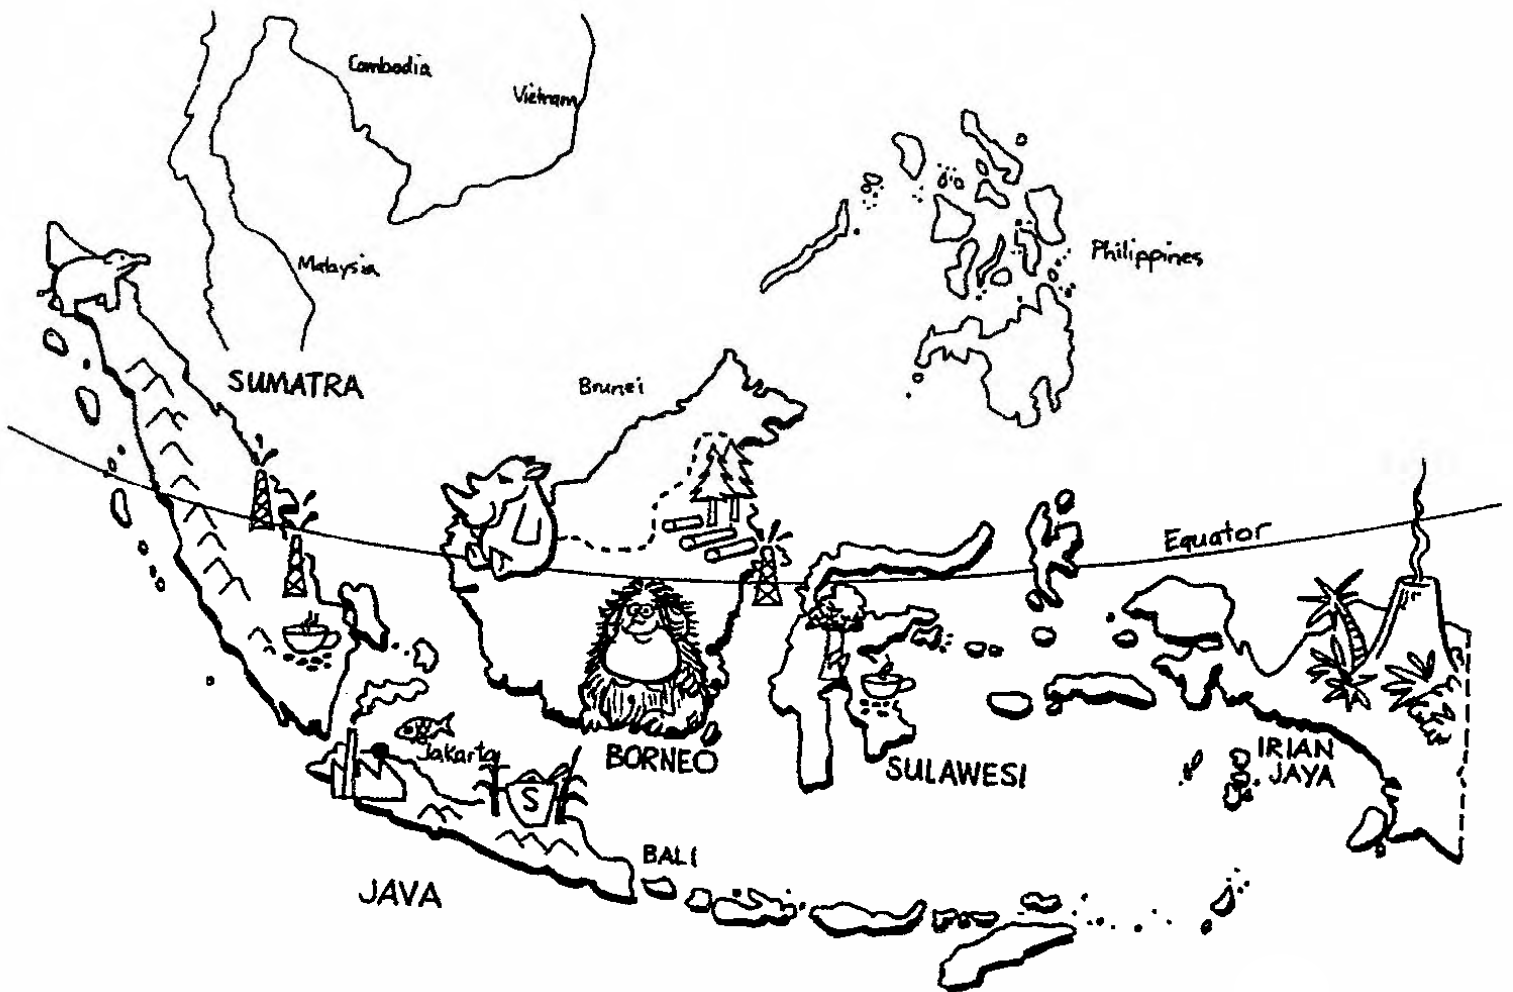 Cambodia
Vietnam
Malaysia
Philippines
SUMATRA
Brunei
Equator
Jakarta
S
BORNEO
SULAWESI
IRIAN
JAYA
BALI
JAVA